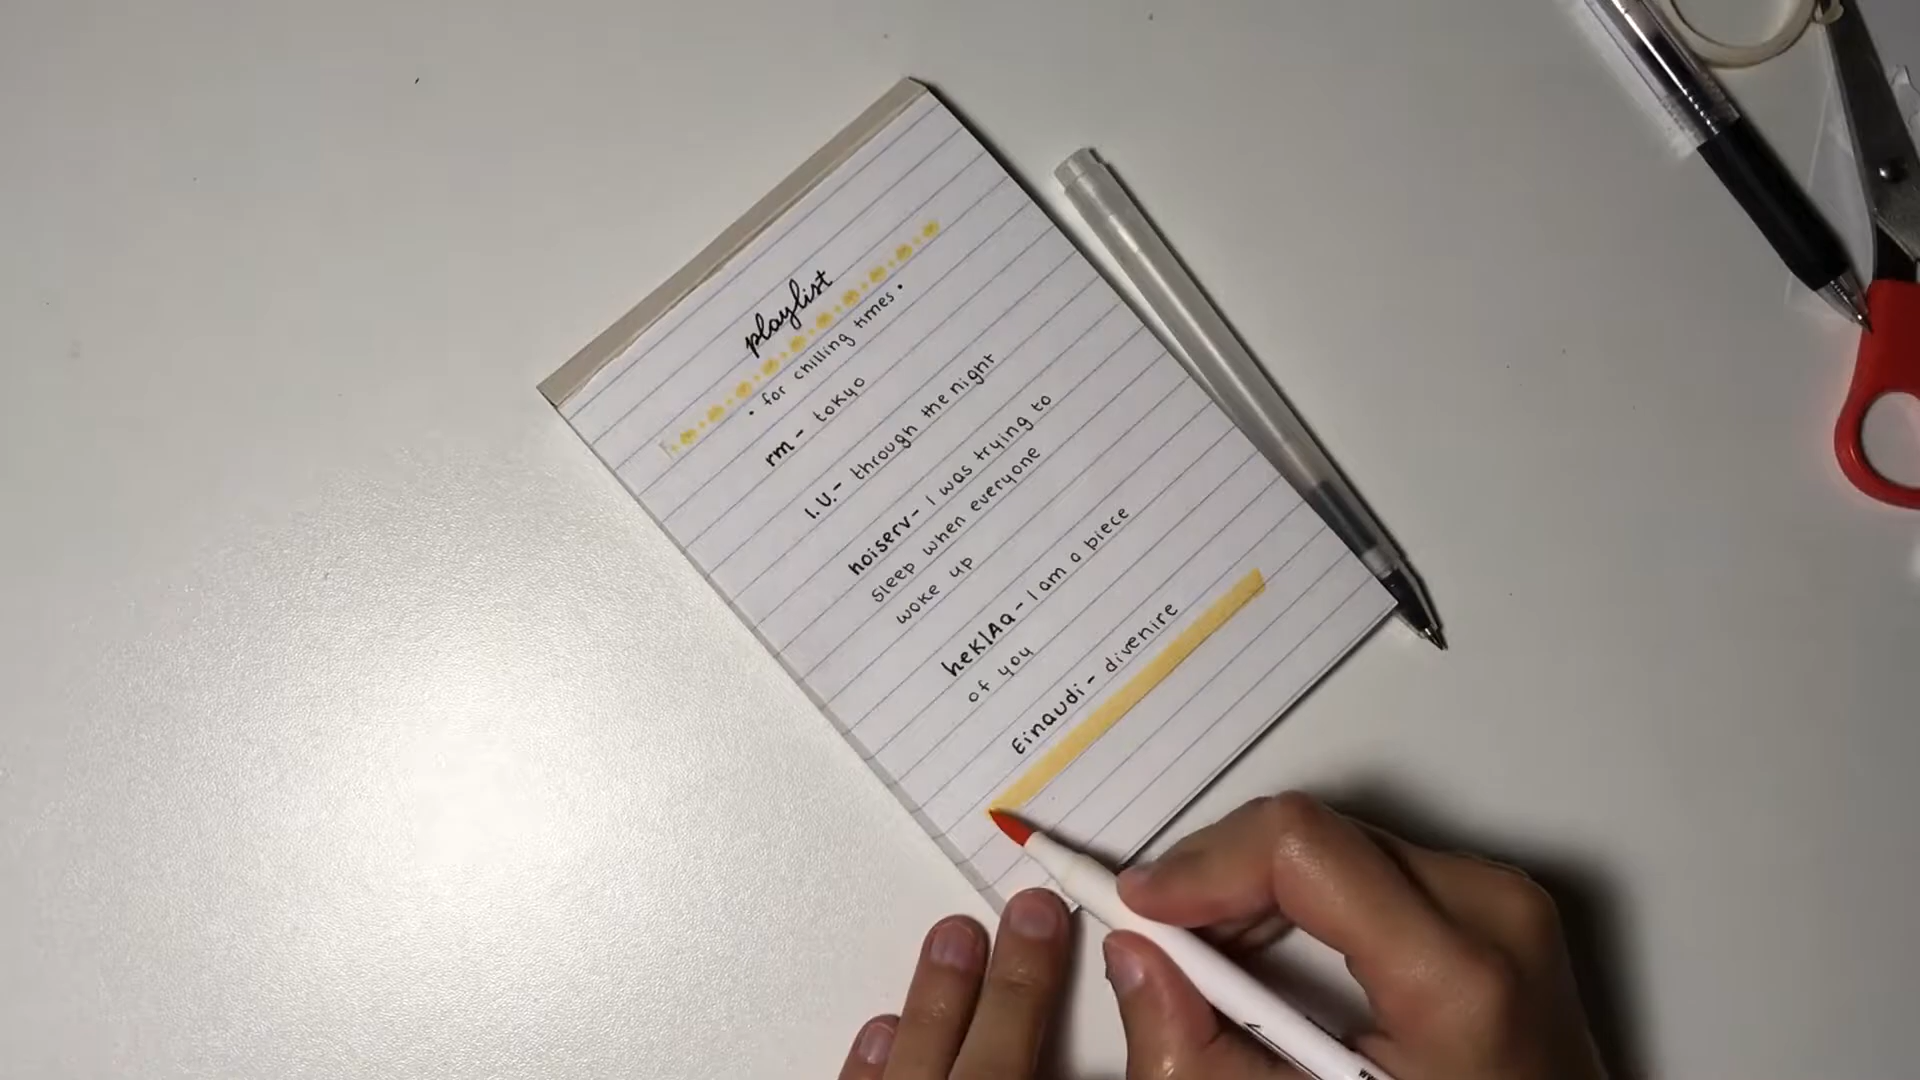 playlist
• for chilling times •
rm - tokyo
I.U. - through the night
noiserv - I was trying to
sleep when everyone
woke up
heklAa - I am a piece
of you
Einaudi - divenire